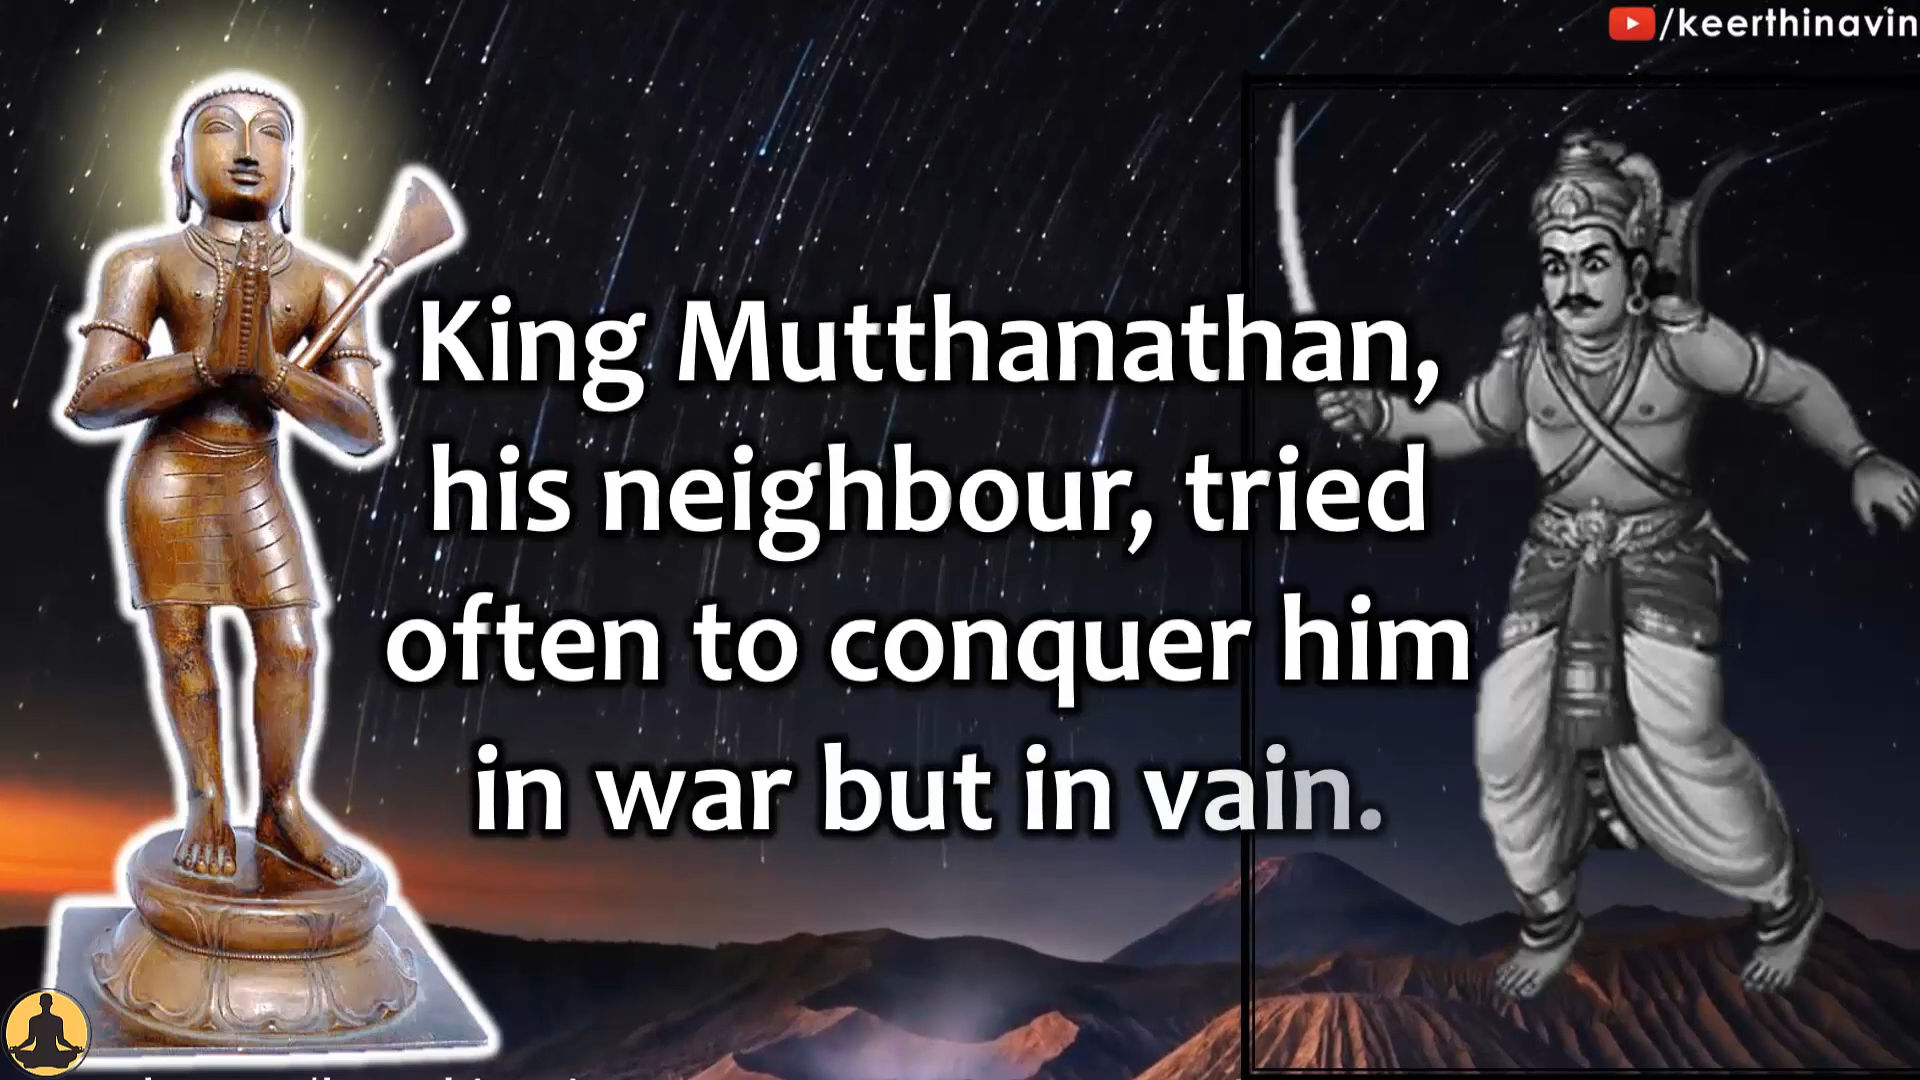 /keerthinavin
King Mutthanathan,
his neighbour, tried
often to conquer him
in war but in vain.